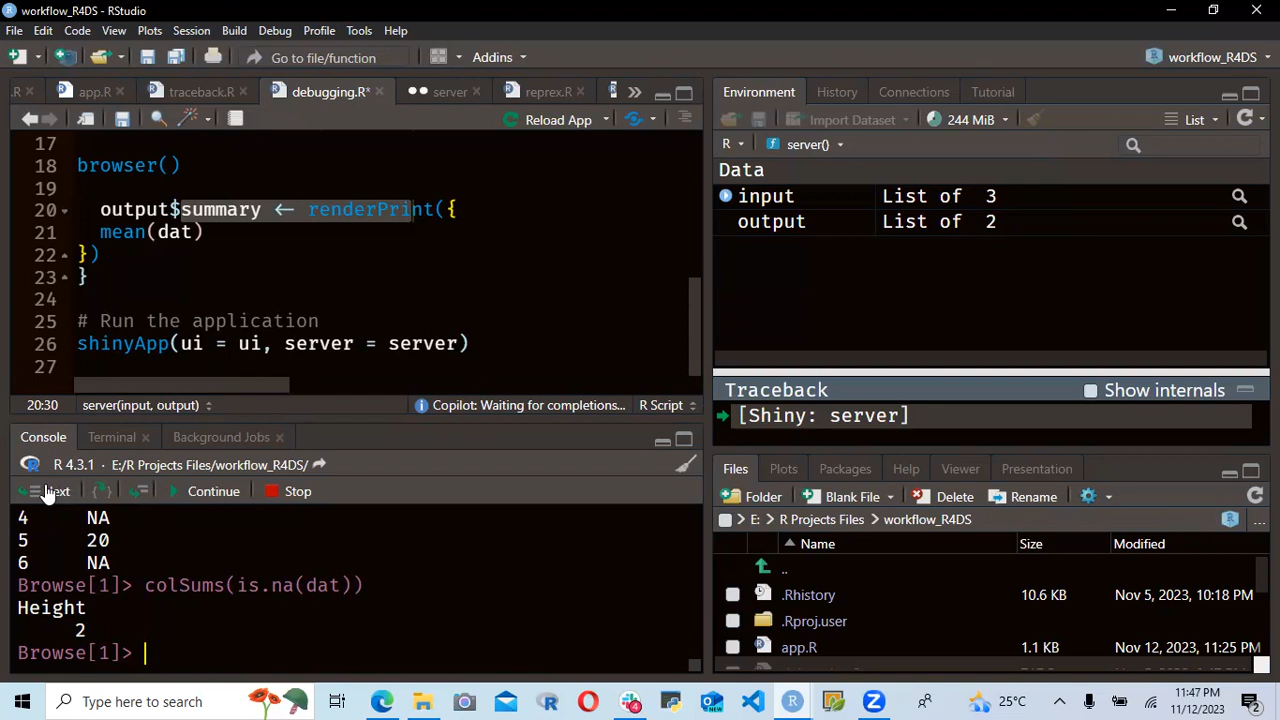 workflow_R4DS - RStudio
File Edit Code View Plots Session Build Debug Profile Tools Help
Go to file/function Addins workflow_R4DS
.R app.R traceback.R debugging.R* server reprex.R
Reload App
17
18 browser()
19
20 output$summary <- renderPrint({
21 mean(dat)
22 })
23 }
24
25 # Run the application
26 shinyApp(ui = ui, server = server)
27
20:30 server(input, output) Copilot: Waiting for completions... R Script
Console Terminal Background Jobs
R 4.3.1 · E:/R Projects Files/workflow_R4DS/
Continue Stop
4 NA
5 20
6 NA
Browse[1]> colSums(is.na(dat))
Height
2
Browse[1]>
Environment History Connections Tutorial
Import Dataset 244 MiB List
R server()
Data
input List of 3
output List of 2
Traceback Show internals
[Shiny: server]
Files Plots Packages Help Viewer Presentation
Folder Blank File Delete Rename
E: R Projects Files workflow_R4DS ...
Name Size Modified
..
.Rhistory 10.6 KB Nov 5, 2023, 10:18 PM
.Rproj.user
app.R 1.1 KB Nov 12, 2023, 11:25 PM
Type here to search
4
25°C
11:47 PM
11/12/2023
2